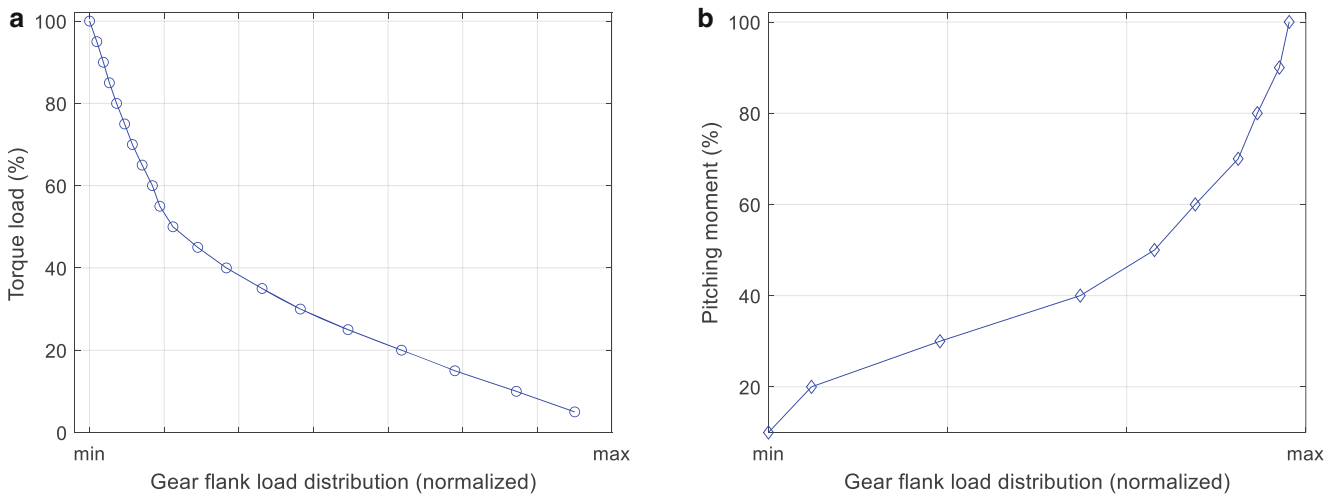 a
100
80
60
40
20
0
Torque load (%)
min
max
Gear flank load distribution (normalized)
b
100
80
60
40
20
Pitching moment (%)
min
max
Gear flank load distribution (normalized)